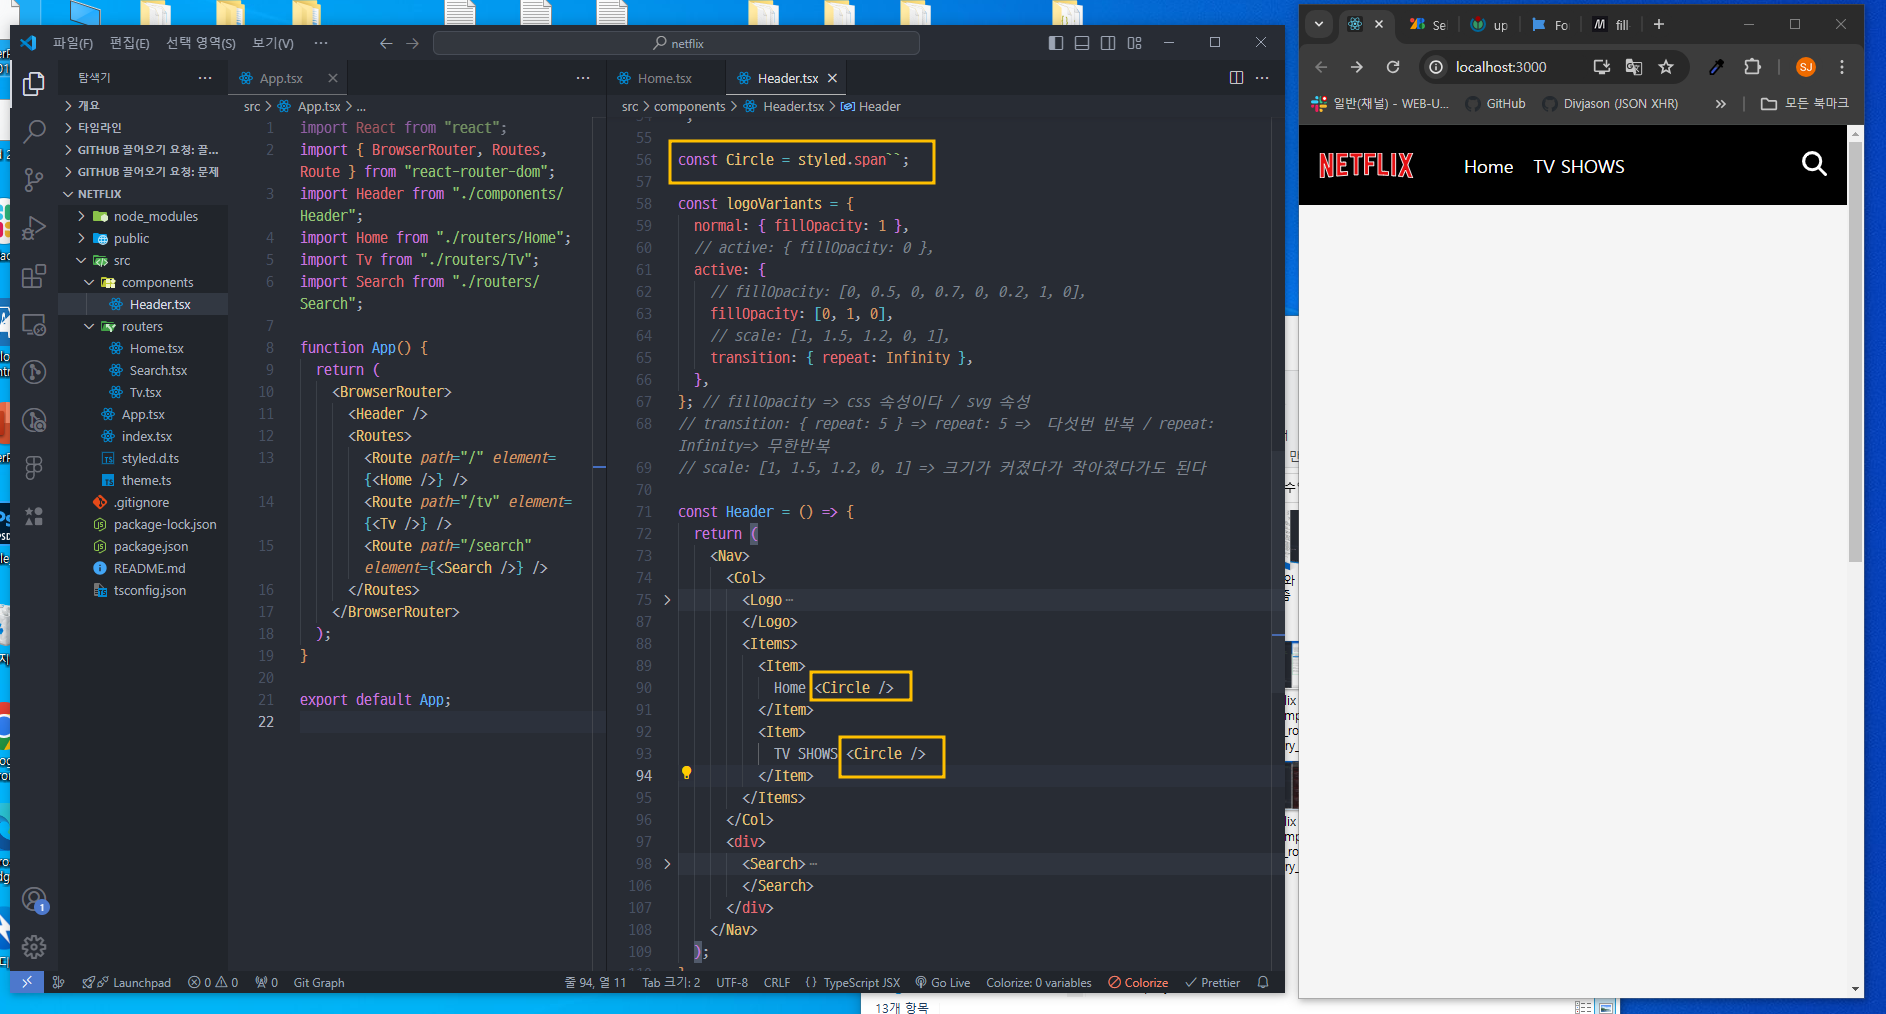 파일(F) 편집(E) 선택 영역(S) 보기(V) ···
netflix
탐색기 ···
개요
타임라인
GITHUB 끌어오기 요청: 끌...
GITHUB 끌어오기 요청: 문제
NETFLIX
node_modules
public
src
components
Header.tsx
routers
Home.tsx
Search.tsx
Tv.tsx
App.tsx
index.tsx
styled.d.ts
theme.ts
.gitignore
package-lock.json
package.json
README.md
tsconfig.json
App.tsx
src > App.tsx > ...
1 import React from "react";
2 import { BrowserRouter, Routes,
Route } from "react-router-dom";
3 import Header from "./components/
Header";
4 import Home from "./routers/Home";
5 import Tv from "./routers/Tv";
6 import Search from "./routers/
Search";
7
8 function App() {
9 return (
10 <BrowserRouter>
11 <Header />
12 <Routes>
13 <Route path="/" element=
{<Home />} />
14 <Route path="/tv" element=
{<Tv />} />
15 <Route path="/search"
element={<Search />} />
16 </Routes>
17 </BrowserRouter>
18 );
19 }
20
21 export default App;
22
Home.tsx Header.tsx
src > components > Header.tsx > Header
55
56 const Circle = styled.span``;
57
58 const logoVariants = {
59 normal: { fillOpacity: 1 },
60 // active: { fillOpacity: 0 },
61 active: {
62 // fillOpacity: [0, 0.5, 0, 0.7, 0, 0.2, 1, 0],
63 fillOpacity: [0, 1, 0],
64 // scale: [1, 1.5, 1.2, 0, 1],
65 transition: { repeat: Infinity },
66 },
67 }; // fillOpacity => css 속성이다 / svg 속성
68 // transition: { repeat: 5 } => repeat: 5 => 다섯번 반복 / repeat:
Infinity=> 무한반복
69 // scale: [1, 1.5, 1.2, 0, 1] => 크기가 커졌다가 작아졌다가도 된다
70
71 const Header = () => {
72 return (
73 <Nav>
74 <Col>
75 <Logo ···
87 </Logo>
88 <Items>
89 <Item>
90 Home <Circle />
91 </Item>
92 <Item>
93 TV SHOWS <Circle />
94 </Item>
95 </Items>
96 </Col>
97 <div>
98 <Search> ···
106 </Search>
107 </div>
108 </Nav>
109 );
1
0 0 0 Launchpad Git Graph
줄 94, 열 11 Tab 크기: 2 UTF-8 CRLF {} TypeScript JSX Go Live Colorize: 0 variables Colorize Prettier
13개 항목
Sel up Fo fill
localhost:3000
SJ
일반(채널) - WEB-U... GitHub Divjason (JSON XHR) » 모든 북마크
NETFLIX Home TV SHOWS